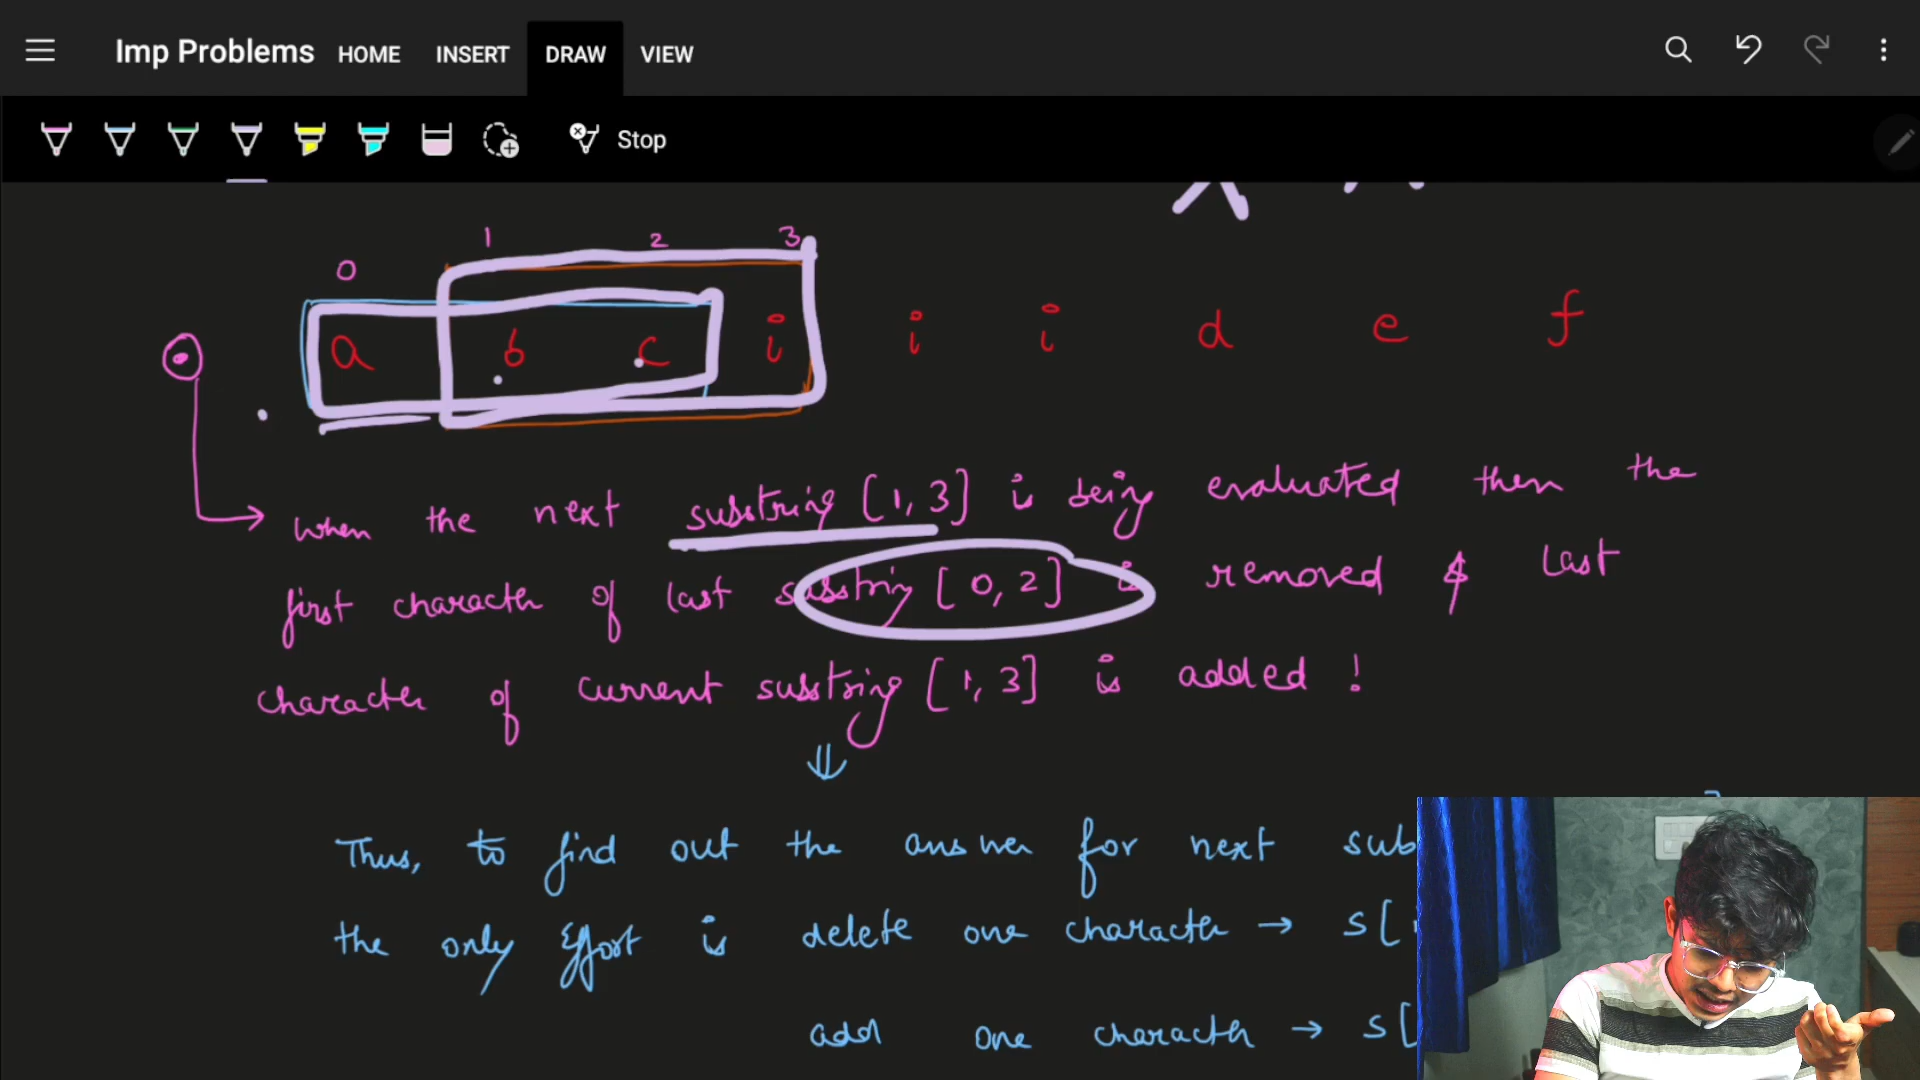 Imp Problems HOME INSERT DRAW VIEW
Stop
0 1 2 3
a b c i i i d e f
When the next substring [1, 3] is being evaluated then the
first character of last substring [0, 2] is removed & last
character of current substring [1, 3] is added !
⇓
Thus, to find out the answer for next sub
the only Effort is delete one character → s[
add one character → s[